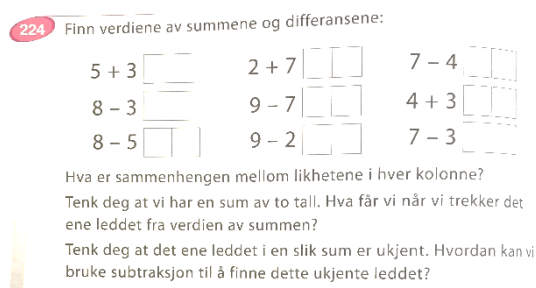 224 Finn verdiene av summene og differansene:
5 + 3 2 + 7 7 – 4
8 – 3 9 – 7 4 + 3
8 – 5 9 – 2 7 – 3
Hva er sammenhengen mellom likhetene i hver kolonne?
Tenk deg at vi har en sum av to tall. Hva får vi når vi trekker det
ene leddet fra verdien av summen?
Tenk deg at det ene leddet i en slik sum er ukjent. Hvordan kan vi
bruke subtraksjon til å finne dette ukjente leddet?